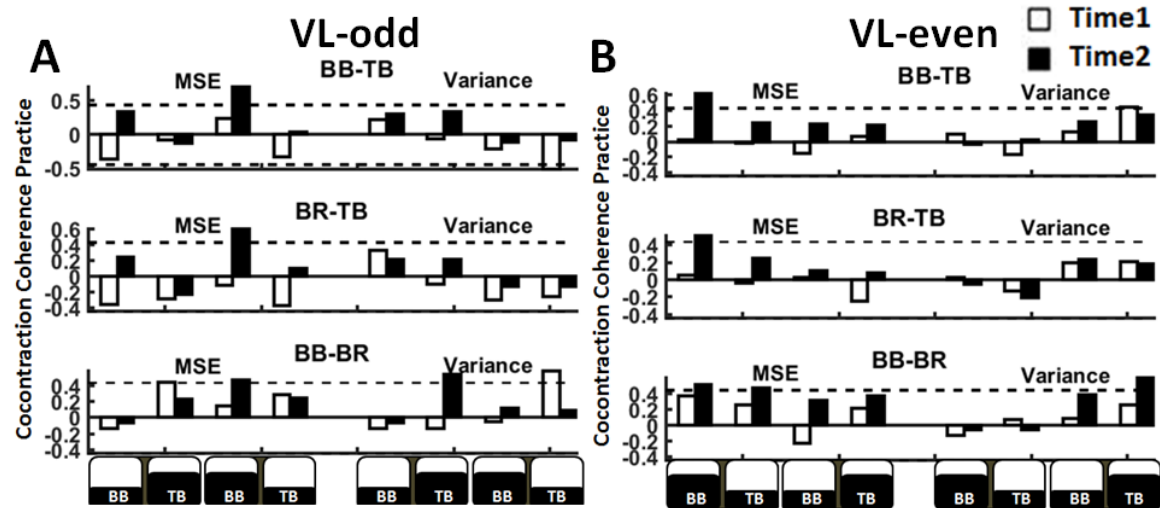 VL-odd
VL-even
Time1
Time2
A
B
Cocontraction Coherence Practice
MSE
BB-TB
Variance
0.5
0
-0.5
MSE
BR-TB
Variance
0.6
0.4
0.2
0
-0.2
-0.4
MSE
BB-BR
Variance
0.4
0.2
0
-0.2
-0.4
BB TB BB TB BB TB BB TB
Cocontraction Coherence Practice
MSE
BB-TB
Variance
0.6
0.4
0.2
0
-0.2
-0.4
MSE
BR-TB
Variance
0.4
0.2
0
-0.2
-0.4
MSE
BB-BR
Variance
0.4
0.2
0
-0.2
-0.4
BB TB BB TB BB TB BB TB